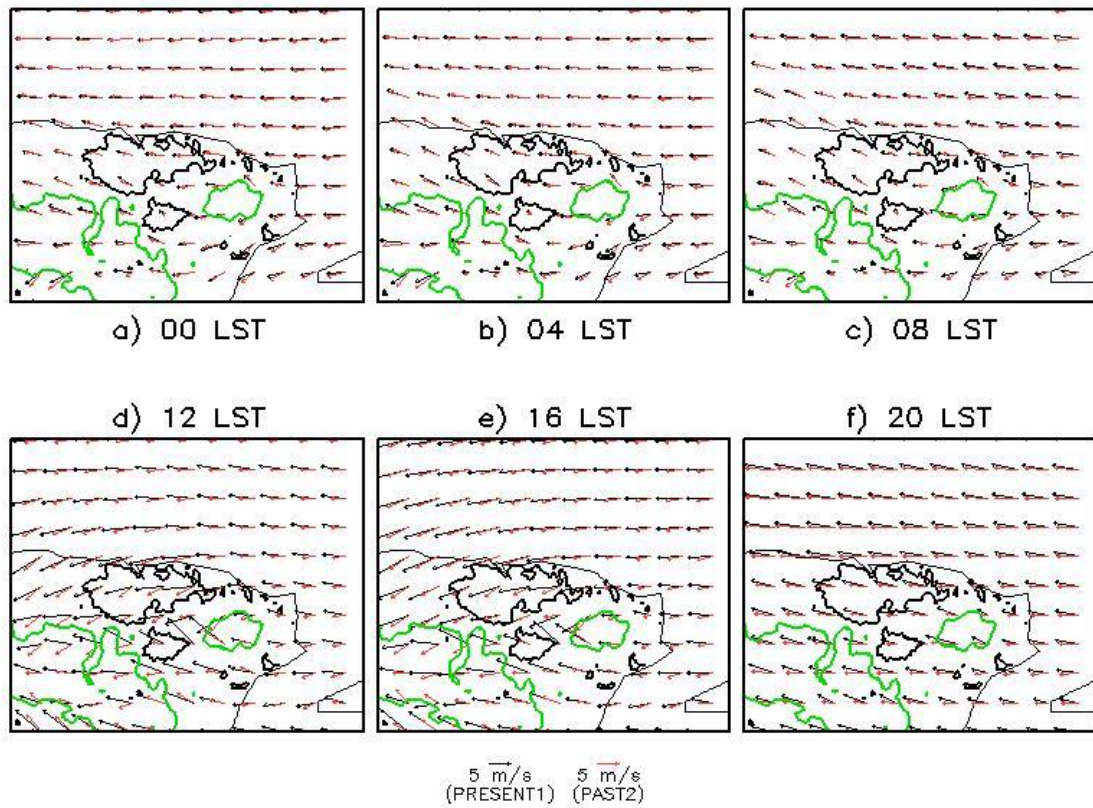 a) 00 LST
b) 04 LST
c) 08 LST
d) 12 LST
e) 16 LST
f) 20 LST
5 m/s 5 m/s
(PRESENT1) (PAST2)